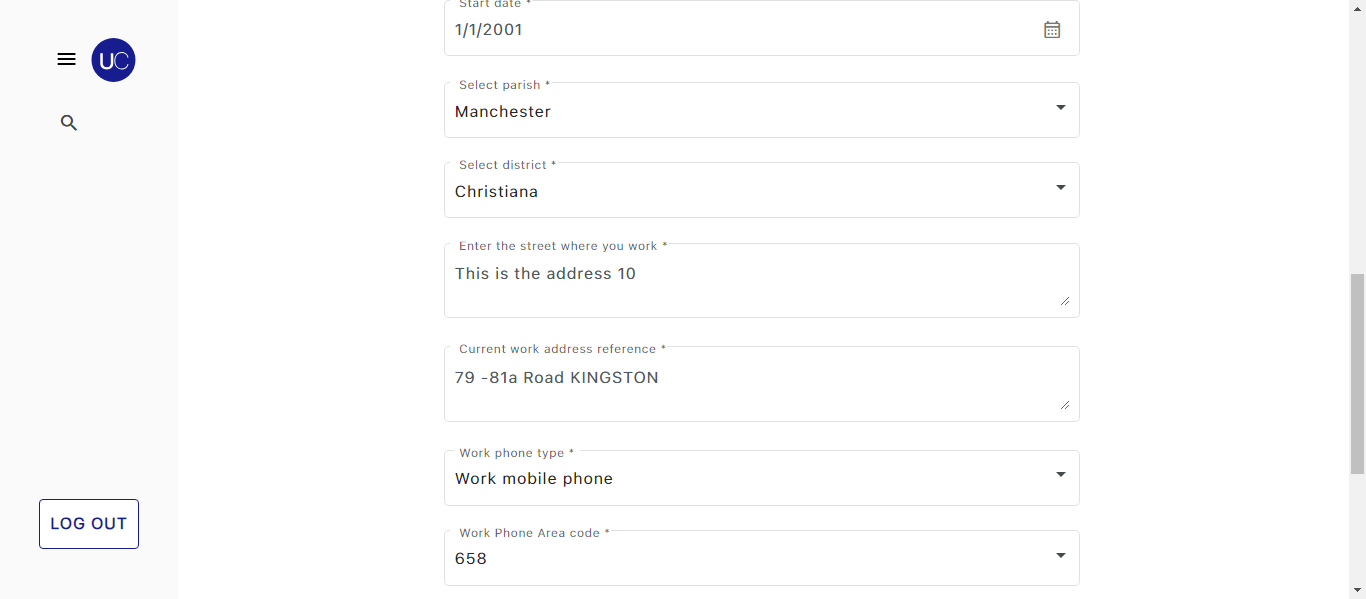 Start date *
1/1/2001
UC
Select parish *
Manchester
Select district *
Christiana
Enter the street where you work *
This is the address 10
Current work address reference *
79 -81a Road KINGSTON
Work phone type *
Work mobile phone
LOG OUT
Work Phone Area code *
658